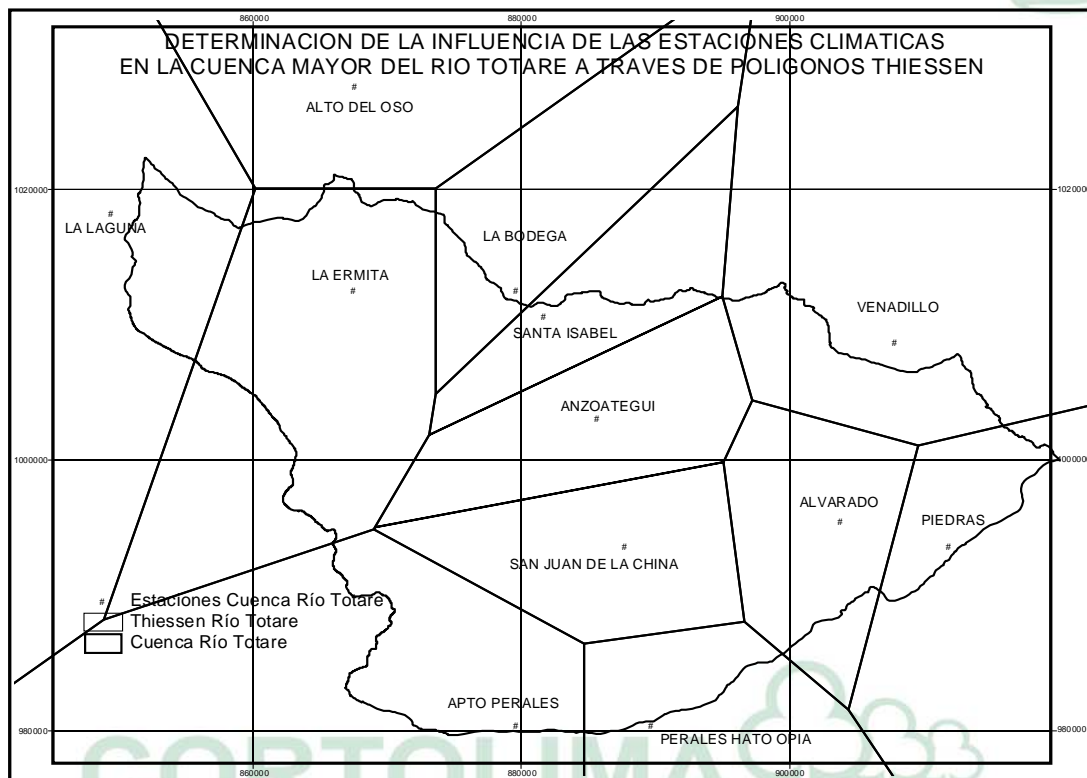 860000 880000 900000
DETERMINACION DE LA INFLUENCIA DE LAS ESTACIONES CLIMATICAS
EN LA CUENCA MAYOR DEL RIO TOTARE A TRAVES DE POLIGONOS THIESSEN
#
ALTO DEL OSO
1020000 1020000
#
LA LAGUNA
LA BODEGA
LA ERMITA
# #
#
SANTA ISABEL
VENADILLO
#
ANZOATEGUI
#
1000000 1000000
ALVARADO
#
PIEDRAS
#
#
SAN JUAN DE LA CHINA
# Estaciones Cuenca Río Totare
Thiessen Río Totare
Cuenca Río Totare
APTO PERALES
# #
PERALES HATO OPIA
980000 980000
CORTOLIMA
860000 880000 900000